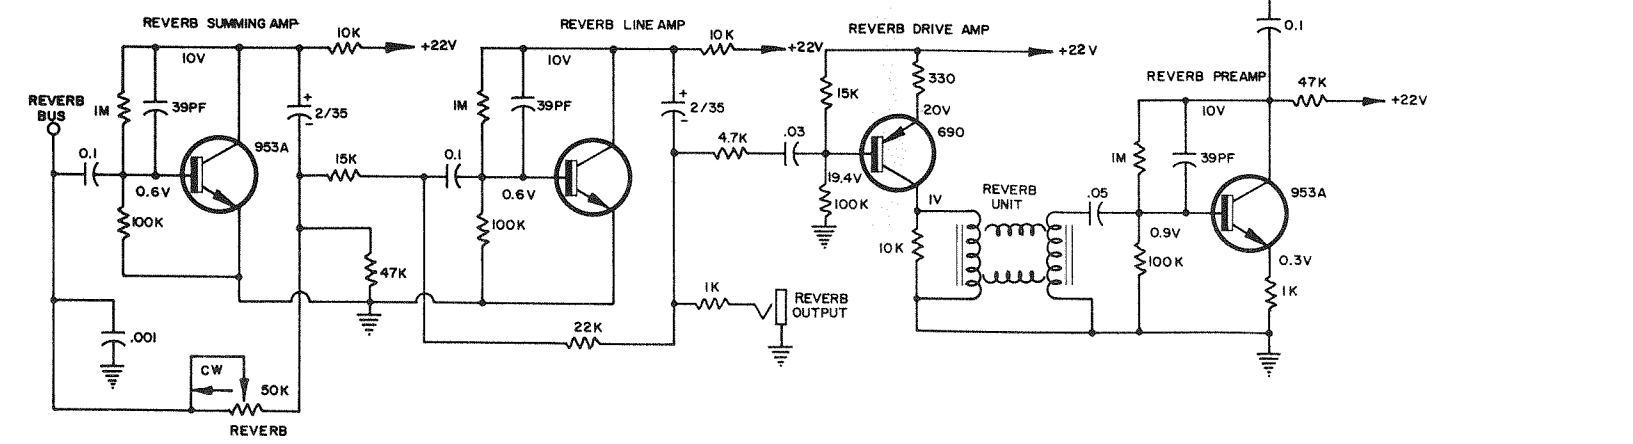 REVERB SUMMING AMP
10K
+22V
10V
REVERB
BUS
1M
39PF
+
2/35
-
953A
0.1
0.6V
15K
100K
47K
.001
CW
50K
REVERB
REVERB LINE AMP
10K
+22V
10V
1M
39PF
+
2/35
-
0.1
0.6V
100K
22K
4.7K
.03
1K
REVERB
OUTPUT
REVERB DRIVE AMP
+22V
330
15K
20V
690
19.4V
100K
1V
10K
REVERB
UNIT
0.1
REVERB PREAMP
47K
+22V
10V
1M
39PF
953A
.05
0.9V
100K
0.3V
1K